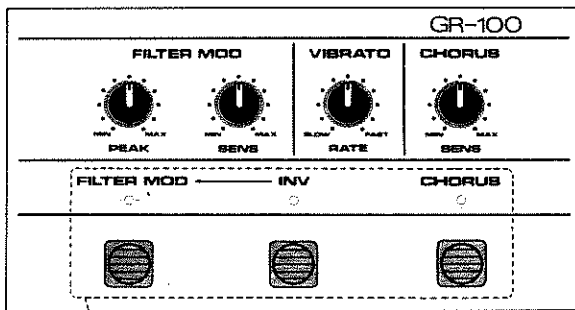 GR-100
FILTER MOD VIBRATO CHORUS
MIN MAX MIN MAX SLOW FAST MIN MAX
PEAK SENS RATE SENS
FILTER MOD INV CHORUS